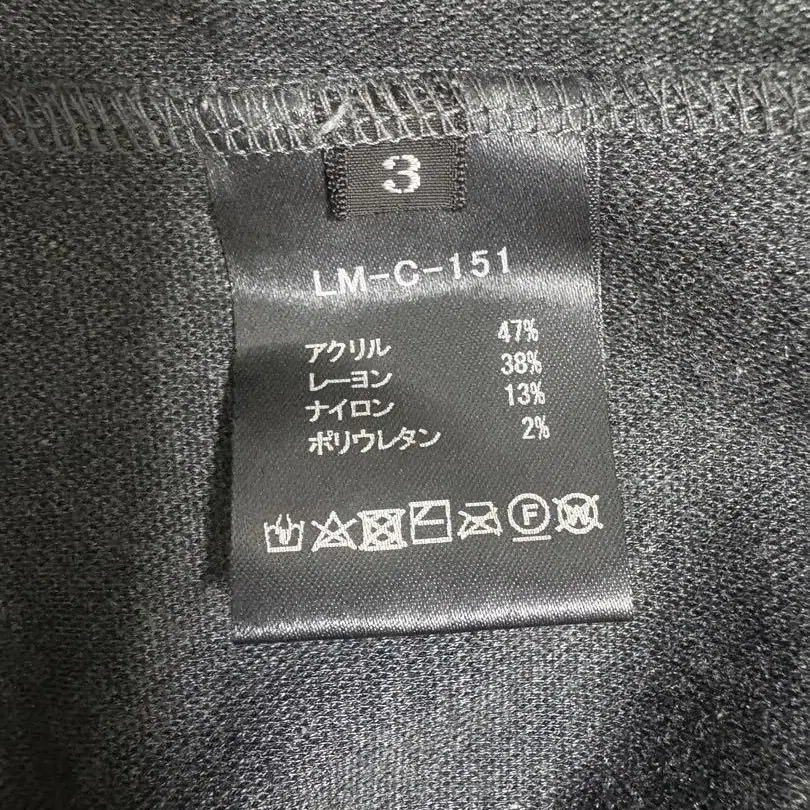 3
LM-C-151
アクリル 47%
レーヨン 38%
ナイロン 13%
ポリウレタン 2%
F W